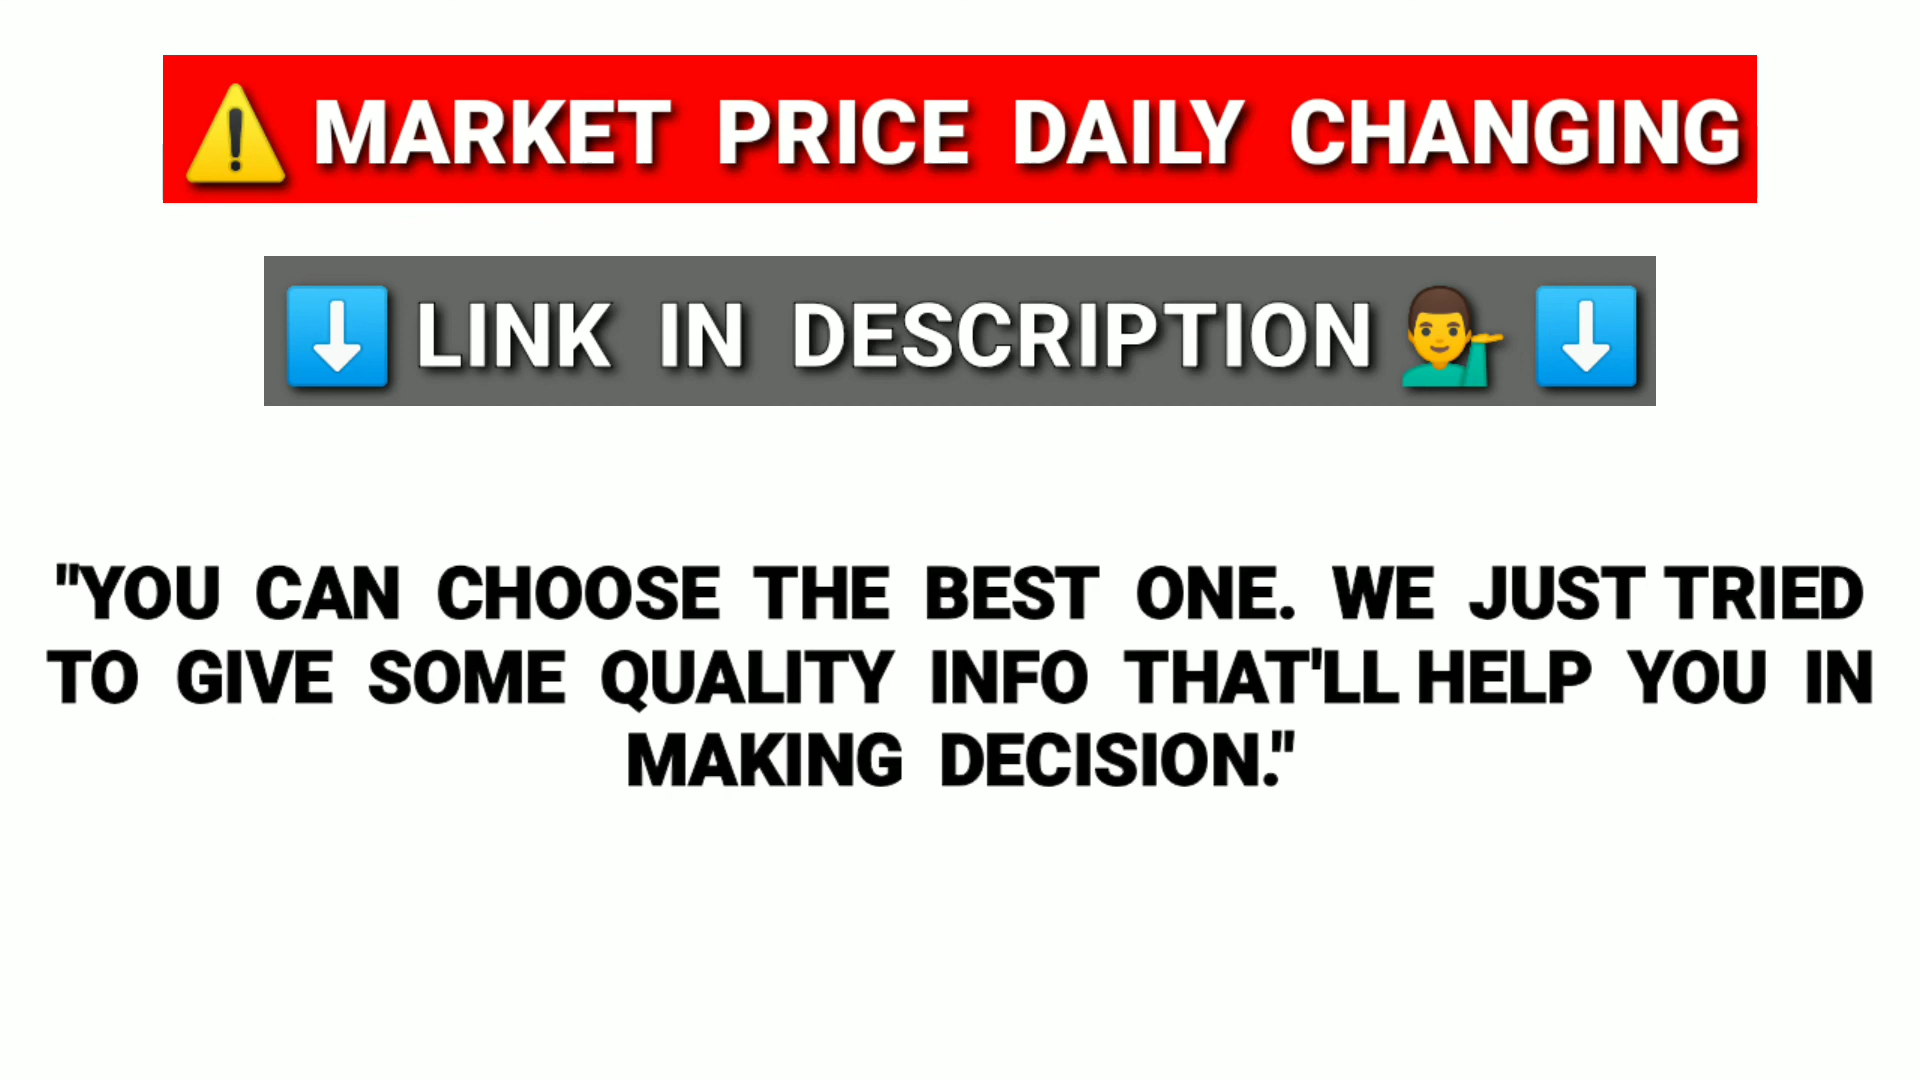 ⚠️ MARKET PRICE DAILY CHANGING
⬇️ LINK IN DESCRIPTION 💁‍♂️ ⬇️
"YOU CAN CHOOSE THE BEST ONE. WE JUST TRIED
TO GIVE SOME QUALITY INFO THAT'LL HELP YOU IN
MAKING DECISION."